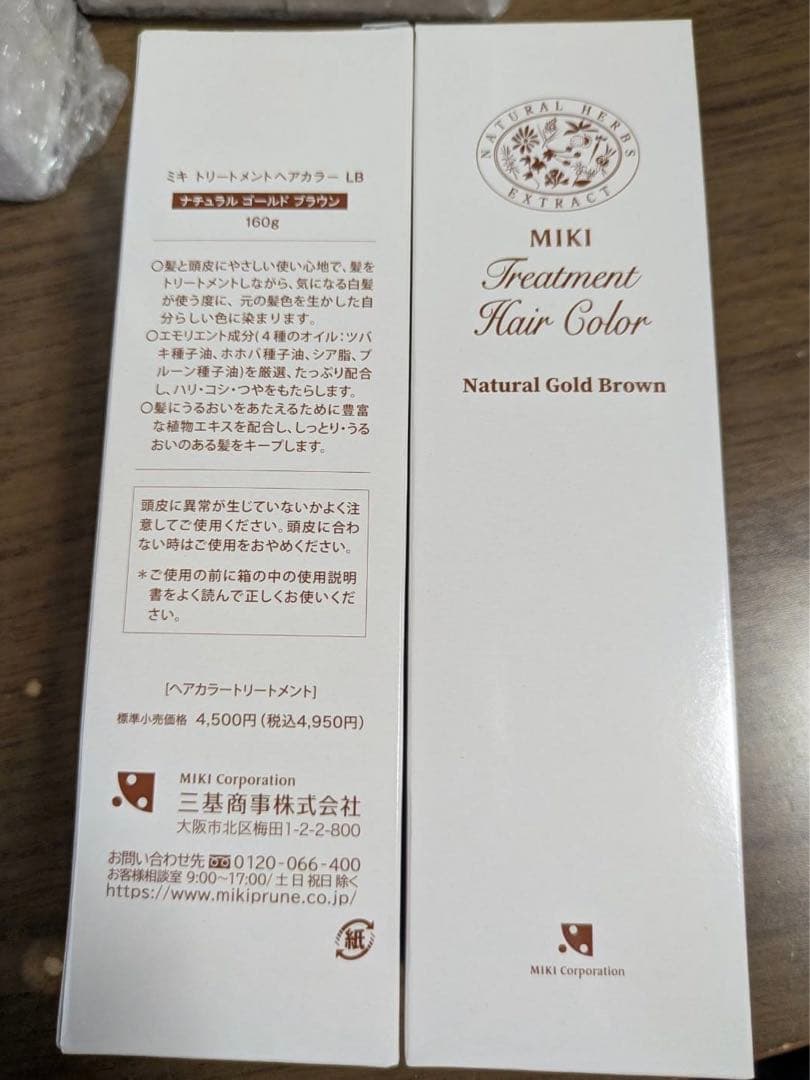 ミキ トリートメントヘアカラー LB
ナチュラル ゴールド ブラウン
160g
○髪と頭皮にやさしい使い心地で、髪を
トリートメントしながら、気になる白髪
が使う度に、元の髪色を生かした自
分らしい色に染まります。
○エモリエント成分(4種のオイル:ツバ
キ種子油、ホホバ種子油、シア脂、プ
ルーン種子油)を厳選、たっぷり配合
し、ハリ・コシ・つやをもたらします。
○髪にうるおいをあたえるために豊富
な植物エキスを配合し、しっとり・うる
おいのある髪をキープします。
頭皮に異常が生じていないかよく注
意してご使用ください。頭皮に合わ
ない時はご使用をおやめください。
*ご使用の前に箱の中の使用説明
書をよく読んで正しくお使いくだ
さい。
[ヘアカラートリートメント]
標準小売価格 4,500円(税込4,950円)
MIKI Corporation
三基商事株式会社
大阪市北区梅田1-2-2-800
お問い合わせ先 0120-066-400
お客様相談室 9:00~17:00/土 日 祝日 除く
https://www.mikiprune.co.jp/
紙
NATURAL HERBS
EXTRACT
MIKI
Treatment
Hair Color
Natural Gold Brown
MIKI Corporation